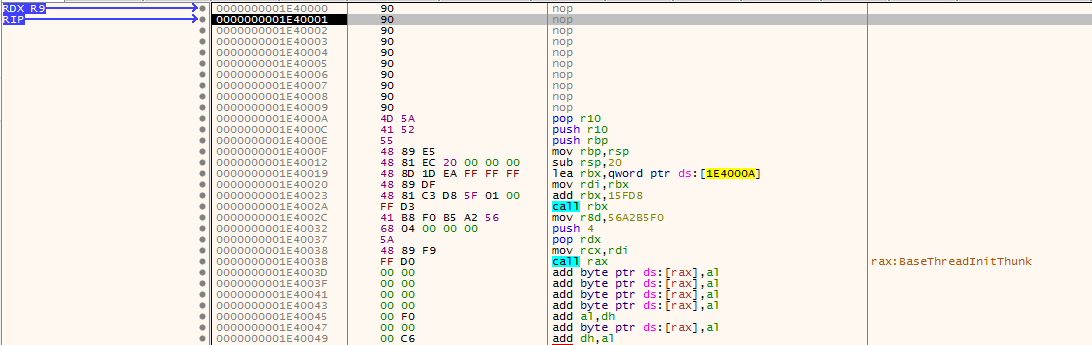 RDX R9 0000000001E40000 90 nop
RIP 0000000001E40001 90 nop
0000000001E40002 90 nop
0000000001E40003 90 nop
0000000001E40004 90 nop
0000000001E40005 90 nop
0000000001E40006 90 nop
0000000001E40007 90 nop
0000000001E40008 90 nop
0000000001E40009 90 nop
0000000001E4000A 4D 5A pop r10
0000000001E4000C 41 52 push r10
0000000001E4000E 55 push rbp
0000000001E4000F 48 89 E5 mov rbp,rsp
0000000001E40012 48 81 EC 20 00 00 00 sub rsp,20
0000000001E40019 48 8D 1D EA FF FF FF lea rbx,qword ptr ds:[1E4000A]
0000000001E40020 48 89 DF mov rdi,rbx
0000000001E40023 48 81 C3 D8 5F 01 00 add rbx,15FD8
0000000001E4002A FF D3 call rbx
0000000001E4002C 41 B8 F0 B5 A2 56 mov r8d,56A2B5F0
0000000001E40032 68 04 00 00 00 push 4
0000000001E40037 5A pop rdx
0000000001E40038 48 89 F9 mov rcx,rdi
0000000001E4003B FF D0 call rax rax:BaseThreadInitThunk
0000000001E4003D 00 00 add byte ptr ds:[rax],al
0000000001E4003F 00 00 add byte ptr ds:[rax],al
0000000001E40041 00 00 add byte ptr ds:[rax],al
0000000001E40043 00 00 add byte ptr ds:[rax],al
0000000001E40045 00 F0 add al,dh
0000000001E40047 00 00 add byte ptr ds:[rax],al
0000000001E40049 00 C6 add dh,al